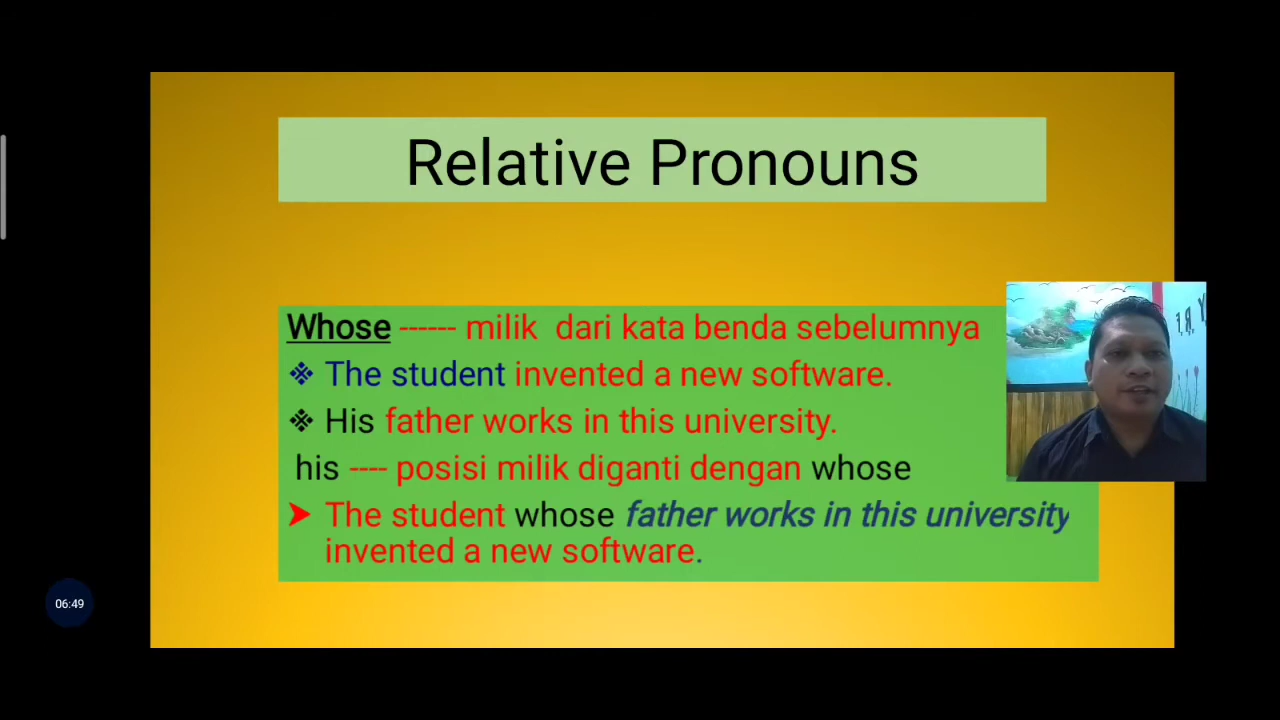 Relative Pronouns
Whose ------ milik dari kata benda sebelumnya
❖ The student invented a new software.
❖ His father works in this university.
his ---- posisi milik diganti dengan whose
➤ The student whose father works in this university
invented a new software.
06:49